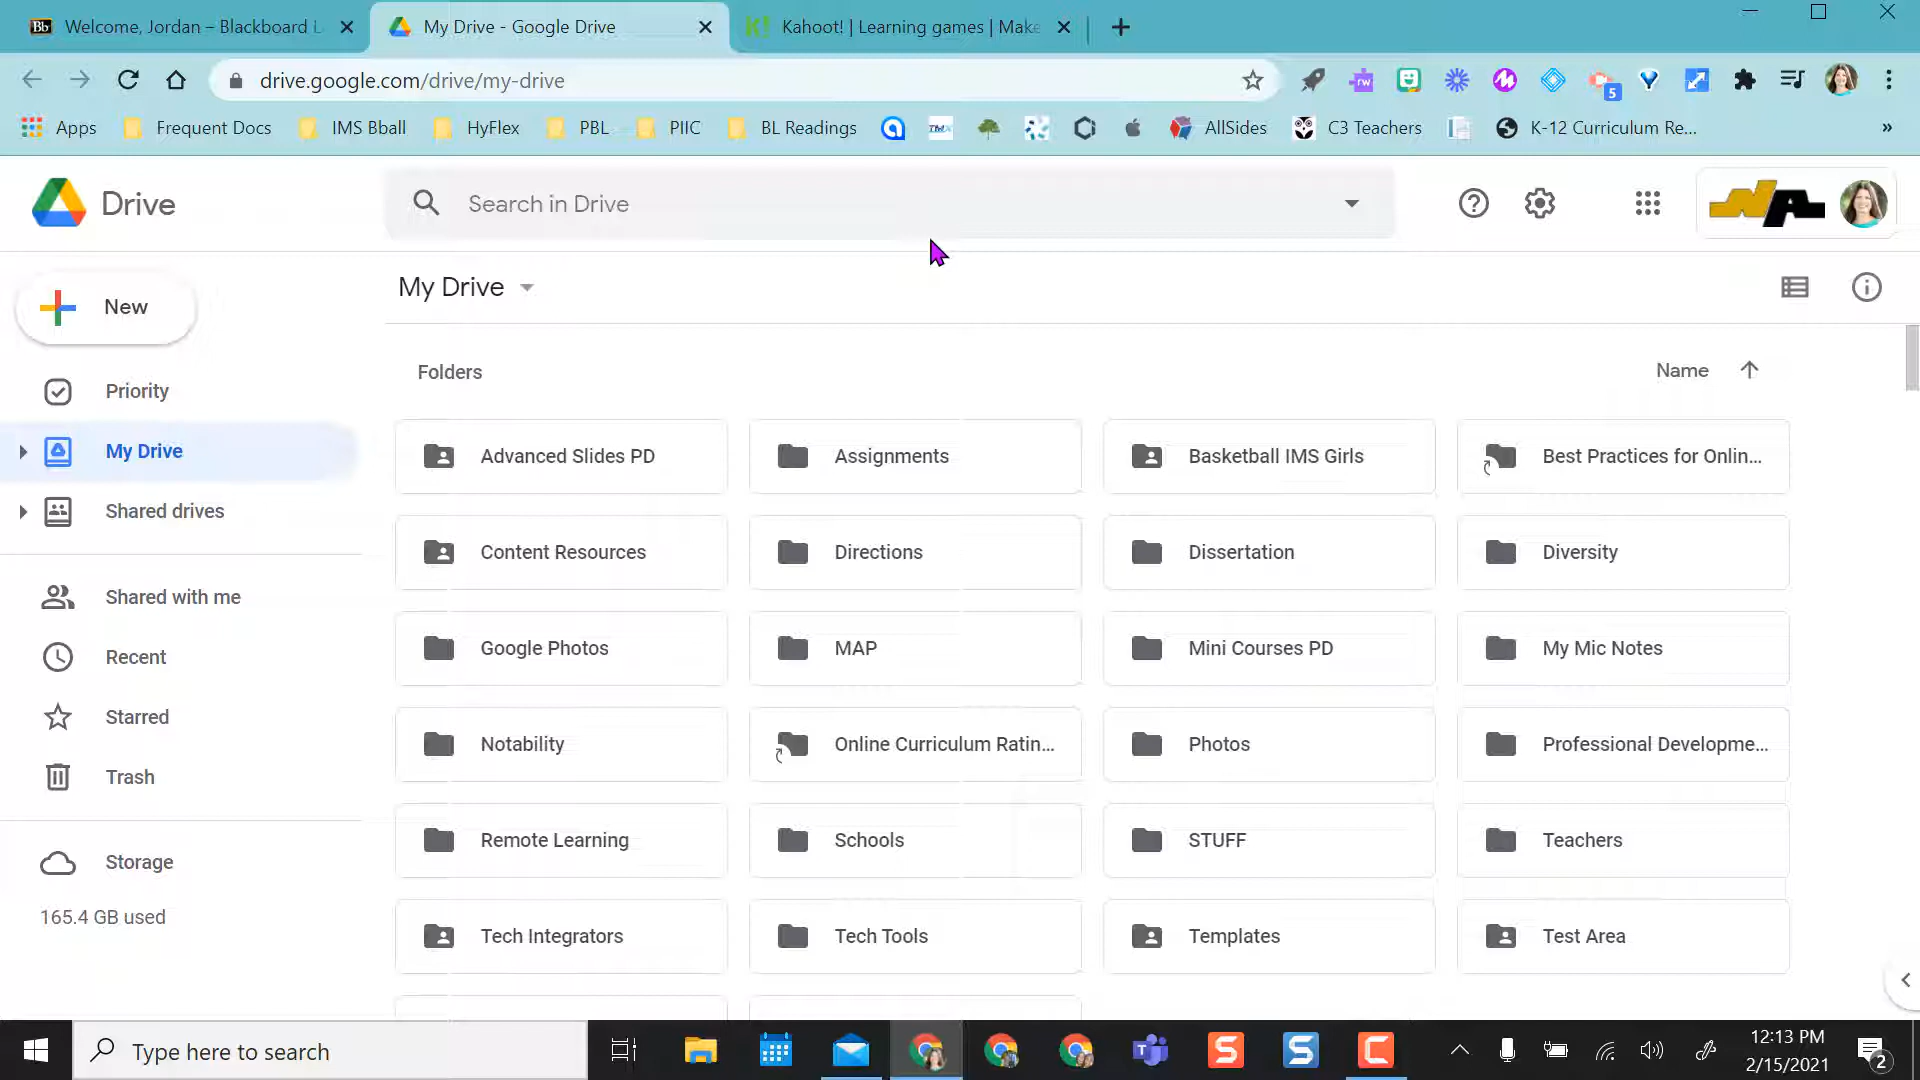 Bb Welcome, Jordan – Blackboard L
My Drive - Google Drive
K! Kahoot! | Learning games | Make
drive.google.com/drive/my-drive
rw
5
Apps
Frequent Docs
IMS Bball
HyFlex
PBL
PIIC
BL Readings
AllSides
C3 Teachers
K-12 Curriculum Re...
Drive
Search in Drive
My Drive
New
Priority
My Drive
Shared drives
Shared with me
Recent
Starred
Trash
Storage
165.4 GB used
Folders
Name
Advanced Slides PD
Assignments
Basketball IMS Girls
Best Practices for Onlin...
Content Resources
Directions
Dissertation
Diversity
Google Photos
MAP
Mini Courses PD
My Mic Notes
Notability
Online Curriculum Ratin...
Photos
Professional Developme...
Remote Learning
Schools
STUFF
Teachers
Tech Integrators
Tech Tools
Templates
Test Area
Type here to search
S
S
C
12:13 PM
2/15/2021
2